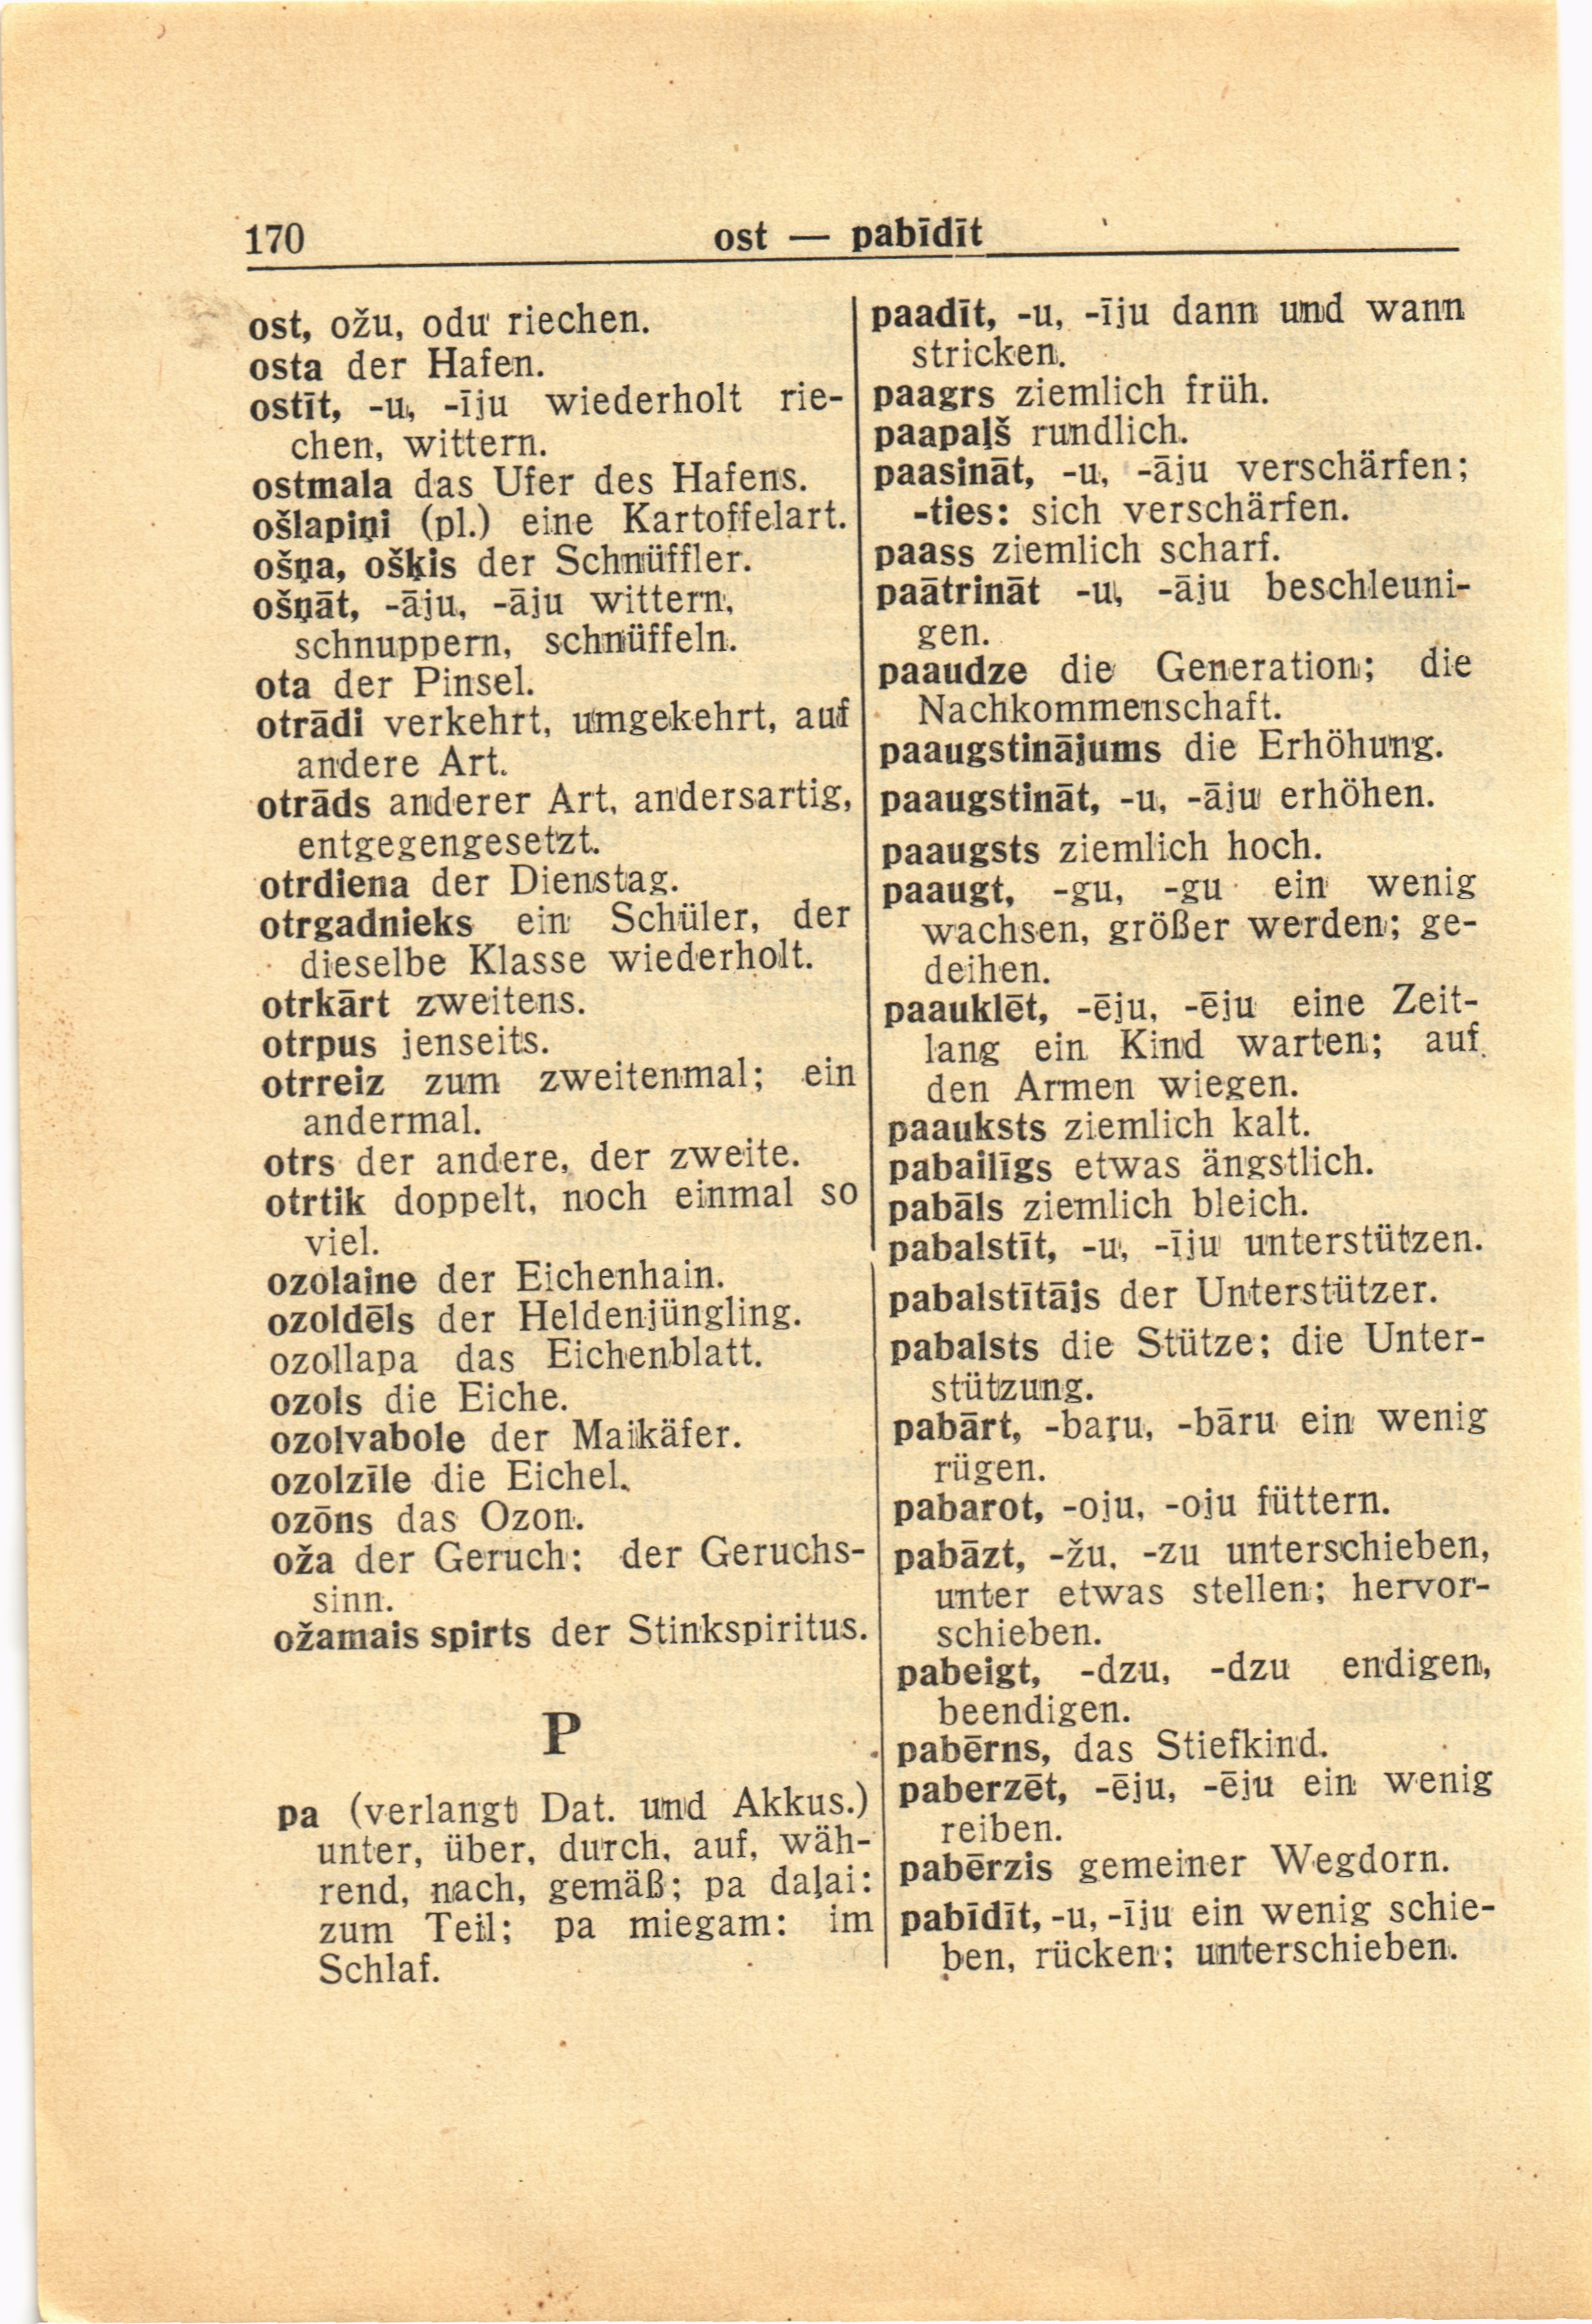 170
ost — pabīdīt
ost, ožu, odu riechen.
osta der Hafen.
ostīt, -u, -īju wiederholt rie-
chen, wittern.
ostmala das Ufer des Hafens.
ošlapiņi (pl.) eine Kartoffelart.
ošņa, ošķis der Schnüffler.
ošņāt, -āju, -āju wittern,
schnuppern, schnüffeln.
ota der Pinsel.
otrādi verkehrt, umgekehrt, auf
andere Art.
otrāds anderer Art, andersartig,
entgegengesetzt.
otrdiena der Dienstag.
otrgadnieks ein Schüler, der
dieselbe Klasse wiederholt.
otrkārt zweitens.
otrpus jenseits.
otrreiz zum zweitenmal; ein
andermal.
otrs der andere, der zweite.
otrtik doppelt, noch einmal so
viel.
ozolaine der Eichenhain.
ozoldēls der Heldenjüngling.
ozollapa das Eichenblatt.
ozols die Eiche.
ozolvabole der Maikäfer.
ozolzīle die Eichel.
ozōns das Ozon.
oža der Geruch; der Geruchs-
sinn.
ožamais spirts der Stinkspiritus.
P
pa (verlangt Dat. und Akkus.)
unter, über, durch, auf, wäh-
rend, nach, gemäß; pa daļai:
zum Teil; pa miegam: im
Schlaf.
paadīt, -u, -īju dann und wann
stricken.
paagrs ziemlich früh.
paapaļš rundlich.
paasināt, -u, -āju verschärfen;
-ties: sich verschärfen.
paass ziemlich scharf.
paātrināt -u, -āju beschleuni-
gen.
paaudze die Generation; die
Nachkommenschaft.
paaugstinājums die Erhöhung.
paaugstināt, -u, -āju erhöhen.
paaugsts ziemlich hoch.
paaugt, -gu, -gu ein wenig
wachsen, größer werden; ge-
deihen.
paauklēt, -ēju, -ēju eine Zeit-
lang ein Kind warten; auf
den Armen wiegen.
paauksts ziemlich kalt.
pabailīgs etwas ängstlich.
pabāls ziemlich bleich.
pabalstīt, -u, -īju unterstützen.
pabalstītājs der Unterstützer.
pabalsts die Stütze; die Unter-
stützung.
pabārt, -baŗu, -bāru ein wenig
rügen.
pabarot, -oju, -oju füttern.
pabāzt, -žu, -zu unterschieben,
unter etwas stellen; hervor-
schieben.
pabeigt, -dzu, -dzu endigen,
beendigen.
pabērns, das Stiefkind.
paberzēt, -ēju, -ēju ein wenig
reiben.
pabērzis gemeiner Wegdorn.
pabīdīt, -u, -īju ein wenig schie-
ben, rücken; unterschieben.